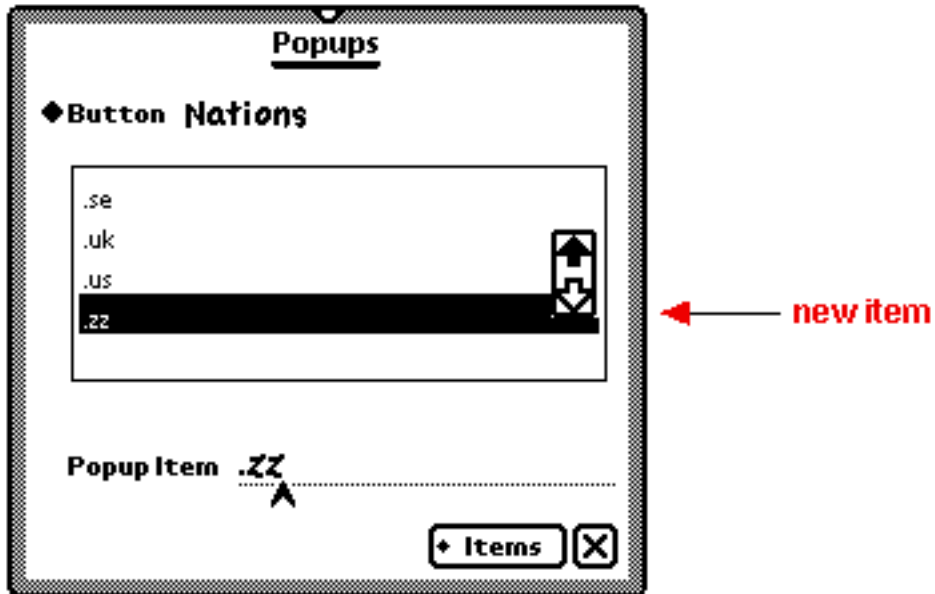 Popups
Button Nations
.se
.uk
.us
.zz
new item
Popup Item .zz
Items